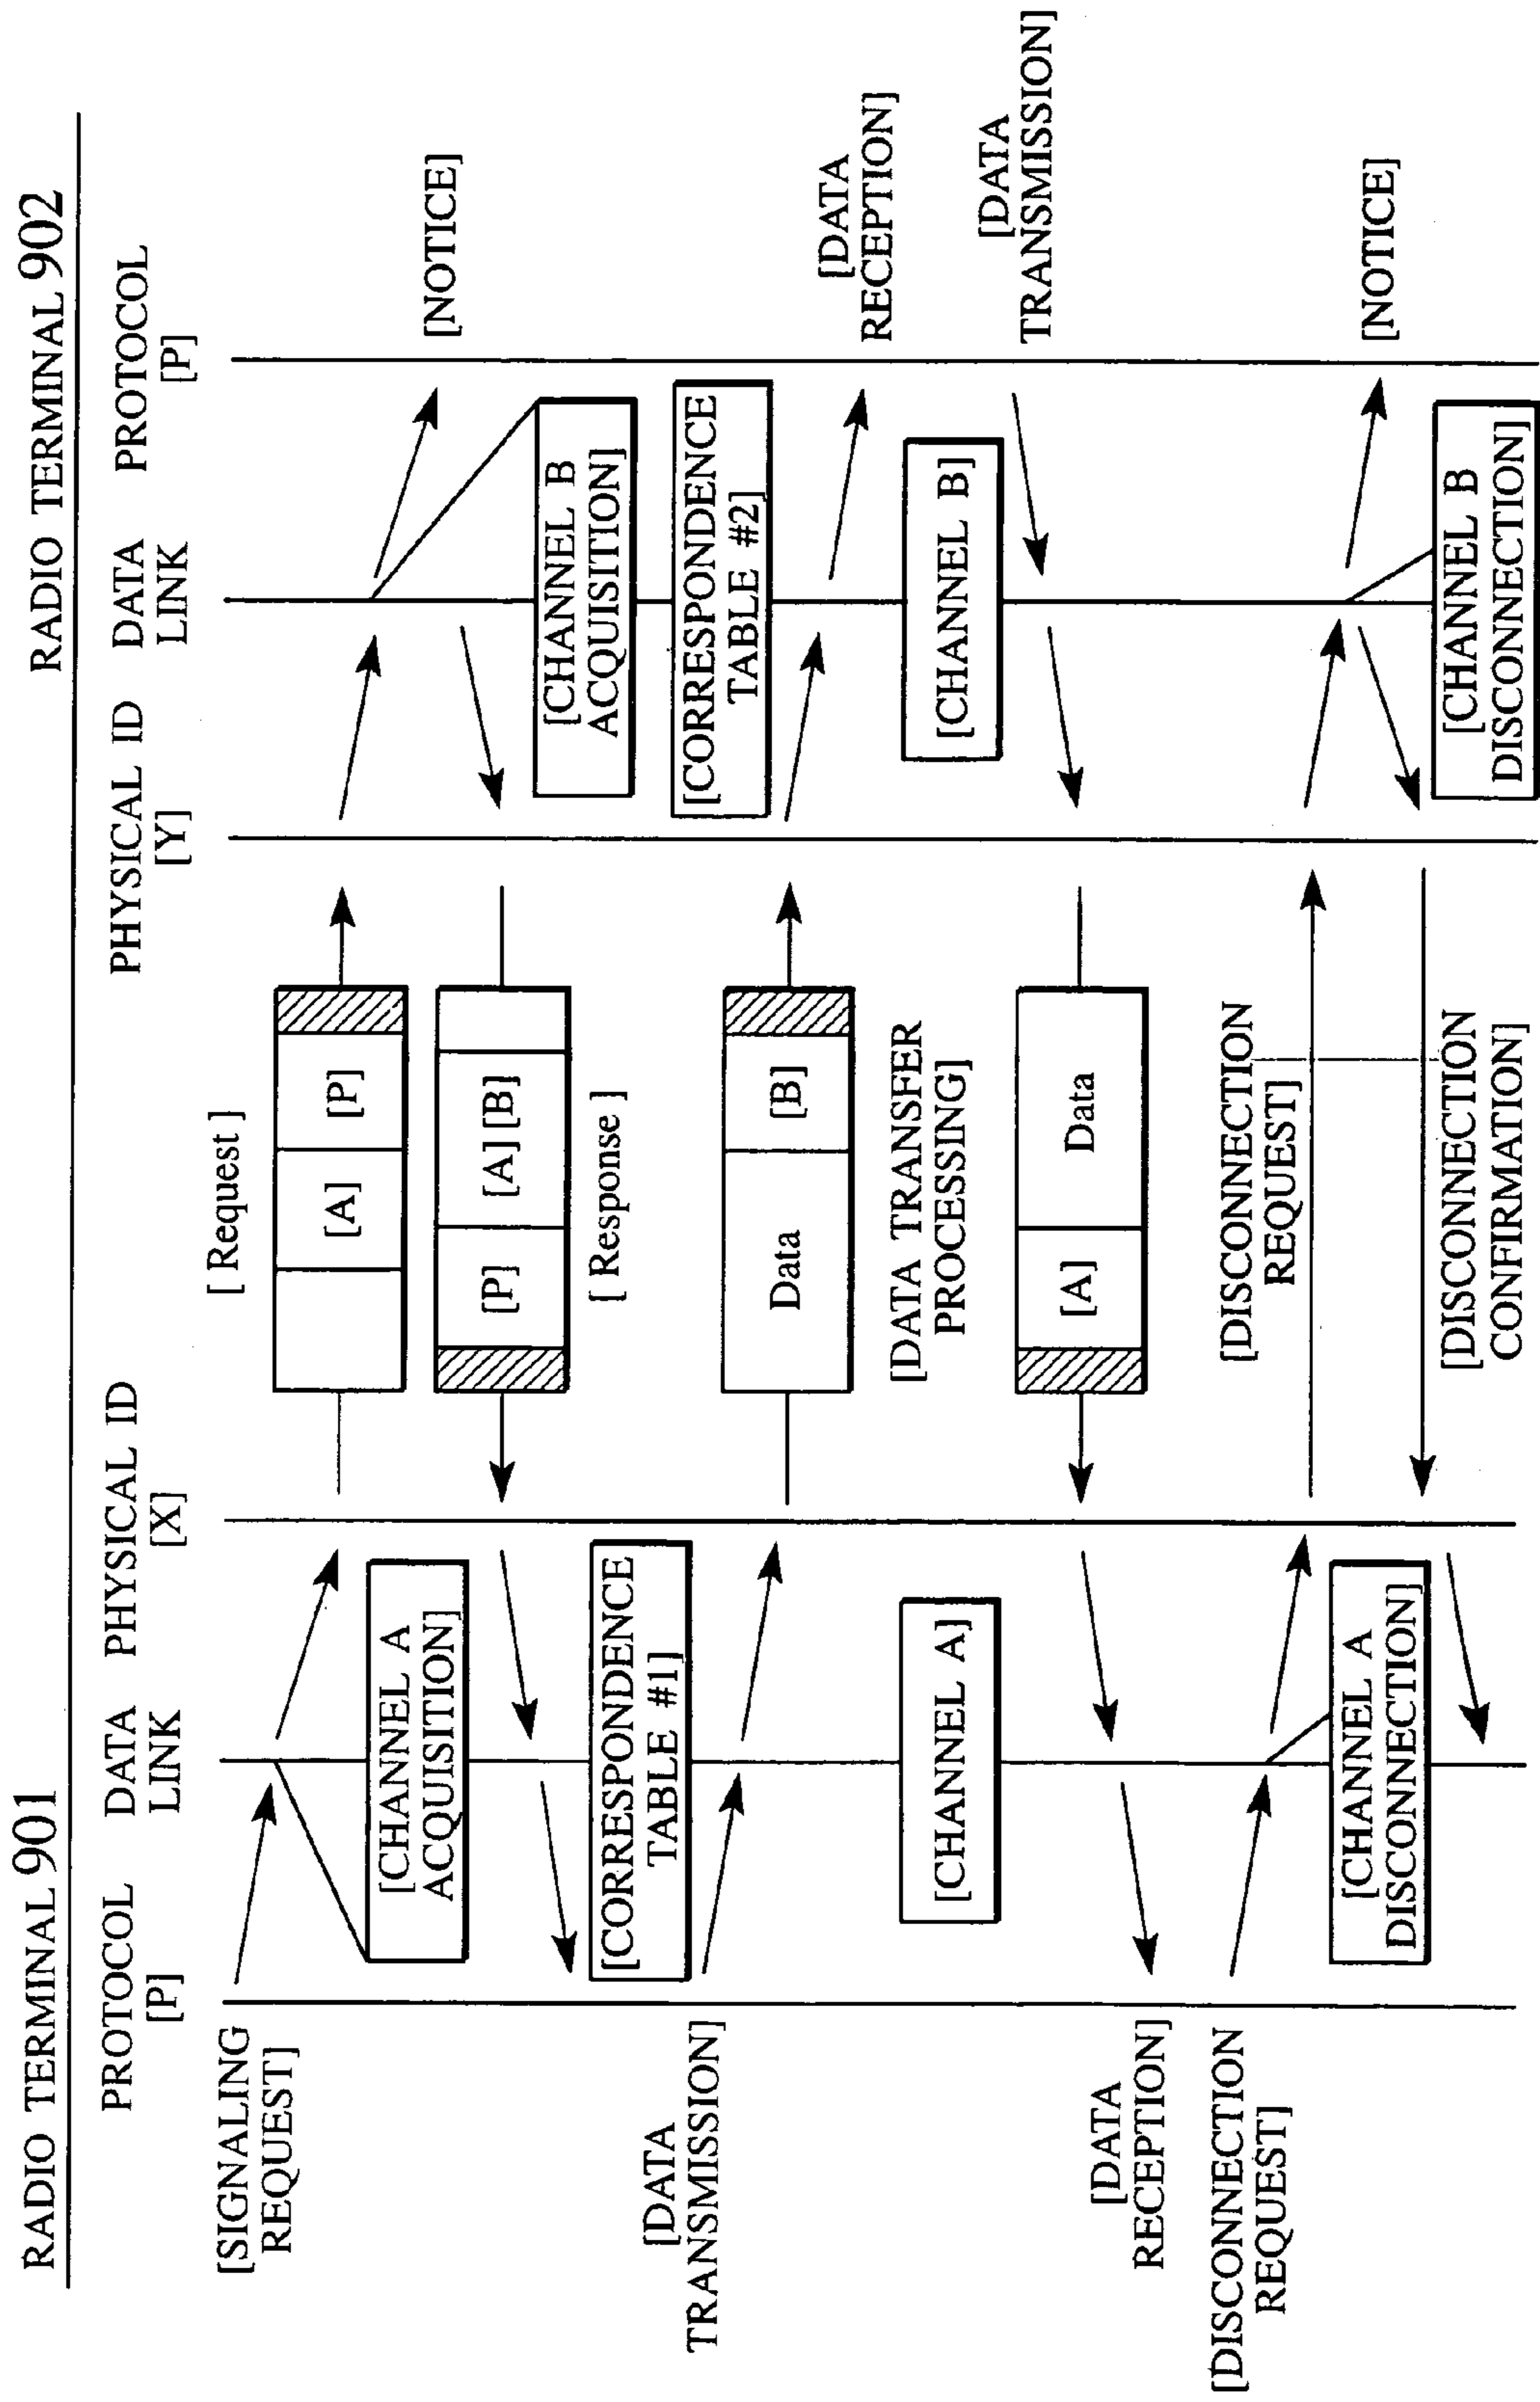 RADIO TERMINAL 901
RADIO TERMINAL 902
PROTOCOL
[P]
DATA
LINK
PHYSICAL ID
[X]
PHYSICAL ID
[Y]
DATA
LINK
PROTOCOL
[P]
[SIGNALING
REQUEST]
[ Request ]
[A]
[P]
[NOTICE]
[CHANNEL A
ACQUISITION]
[P]
[A] [B]
[ Response ]
[CHANNEL B
ACQUISITION]
[CORRESPONDENCE
TABLE #1]
[CORRESPONDENCE
TABLE #2]
[DATA
TRANSMISSION]
Data
[B]
[DATA
RECEPTION]
[DATA TRANSFER
PROCESSING]
[CHANNEL A]
[CHANNEL B]
[DATA
TRANSMISSION]
[A]
Data
[DATA
RECEPTION]
[DISCONNECTION
REQUEST]
[DISCONNECTION
REQUEST]
[NOTICE]
[CHANNEL A
DISCONNECTION]
[DISCONNECTION
CONFIRMATION]
[CHANNEL B
DISCONNECTION]